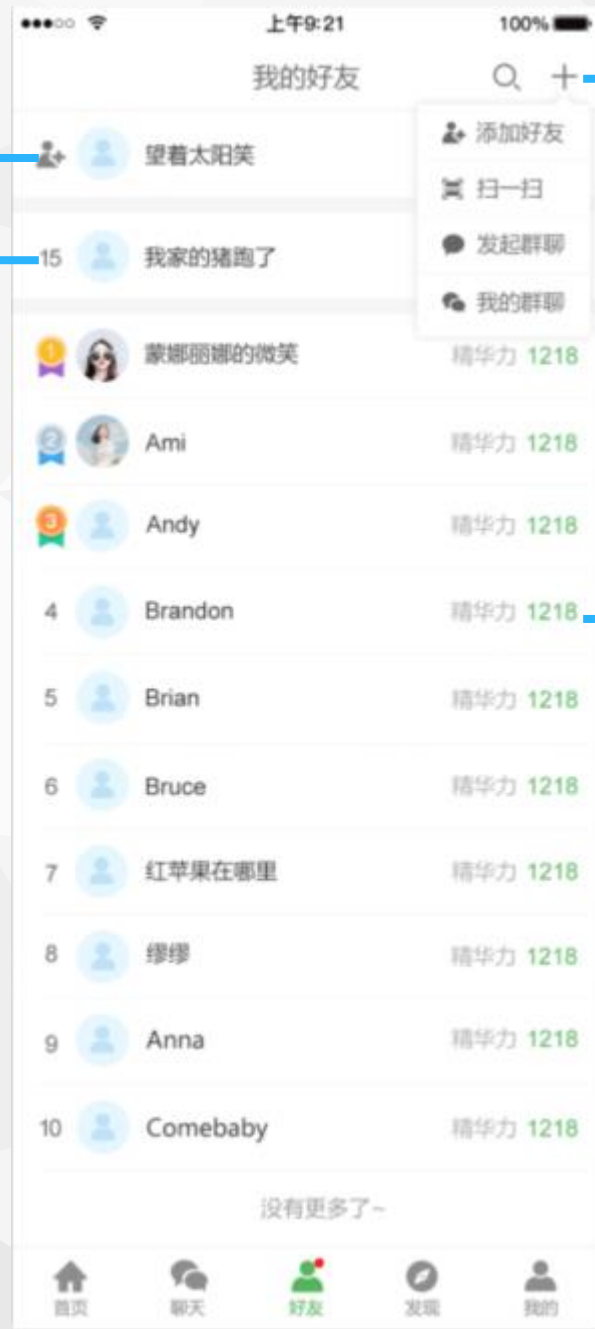 上午9:21 100%
我的好友
望着太阳笑
添加好友
扫一扫
15 我家的猪跑了
发起群聊
我的群聊
1 蒙娜丽娜的微笑 精华力 1218
2 Ami 精华力 1218
3 Andy 精华力 1218
4 Brandon 精华力 1218
5 Brian 精华力 1218
6 Bruce 精华力 1218
7 红苹果在哪里 精华力 1218
8 缪缪 精华力 1218
9 Anna 精华力 1218
10 Comebaby 精华力 1218
没有更多了~
首页 聊天 好友 发现 我的